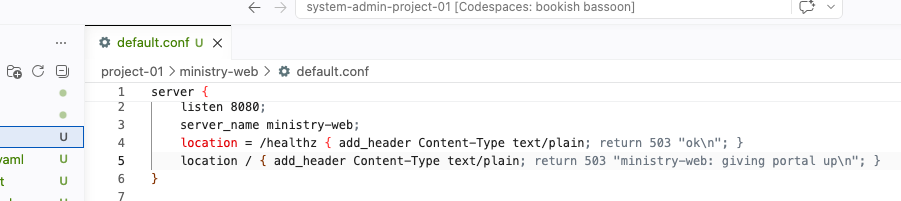 system-admin-project-01 [Codespaces: bookish bassoon]
default.conf U
project-01 > ministry-web > default.conf
1 server {
2 listen 8080;
3 server_name ministry-web;
4 location = /healthz { add_header Content-Type text/plain; return 503 "ok\n"; }
5 location / { add_header Content-Type text/plain; return 503 "ministry-web: giving portal up\n"; }
6 }
7
U
yaml U
t U
U